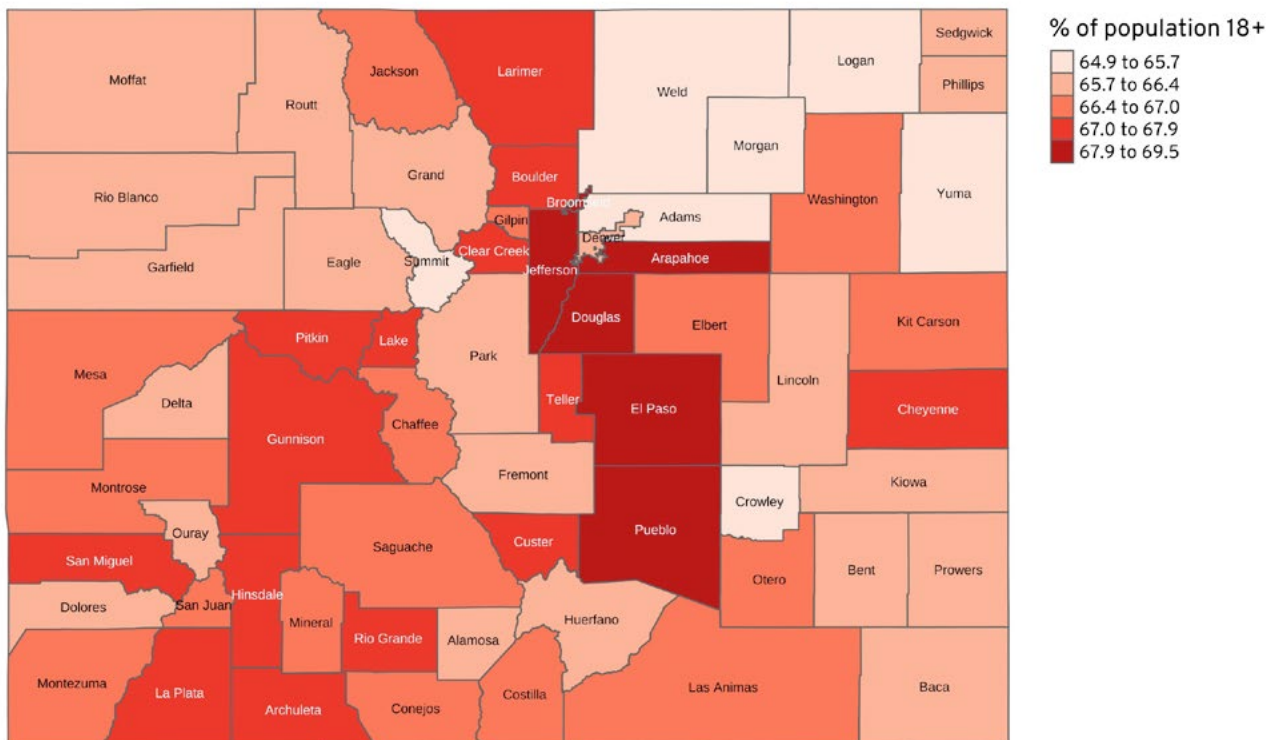 % of population 18+
64.9 to 65.7
65.7 to 66.4
66.4 to 67.0
67.0 to 67.9
67.9 to 69.5
Moffat
Routt
Jackson
Larimer
Weld
Logan
Sedgwick
Phillips
Morgan
Rio Blanco
Grand
Boulder
Broomfield
Washington
Yuma
Gilpin
Adams
Denver
Garfield
Eagle
Summit
Clear Creek
Jefferson
Arapahoe
Pitkin
Lake
Park
Douglas
Elbert
Kit Carson
Mesa
Delta
Lincoln
Gunnison
Chaffee
Teller
El Paso
Cheyenne
Montrose
Fremont
Crowley
Kiowa
Ouray
Saguache
Custer
Pueblo
San Miguel
Otero
Bent
Prowers
Dolores
San Juan
Hinsdale
Mineral
Rio Grande
Alamosa
Huerfano
Montezuma
La Plata
Archuleta
Conejos
Costilla
Las Animas
Baca